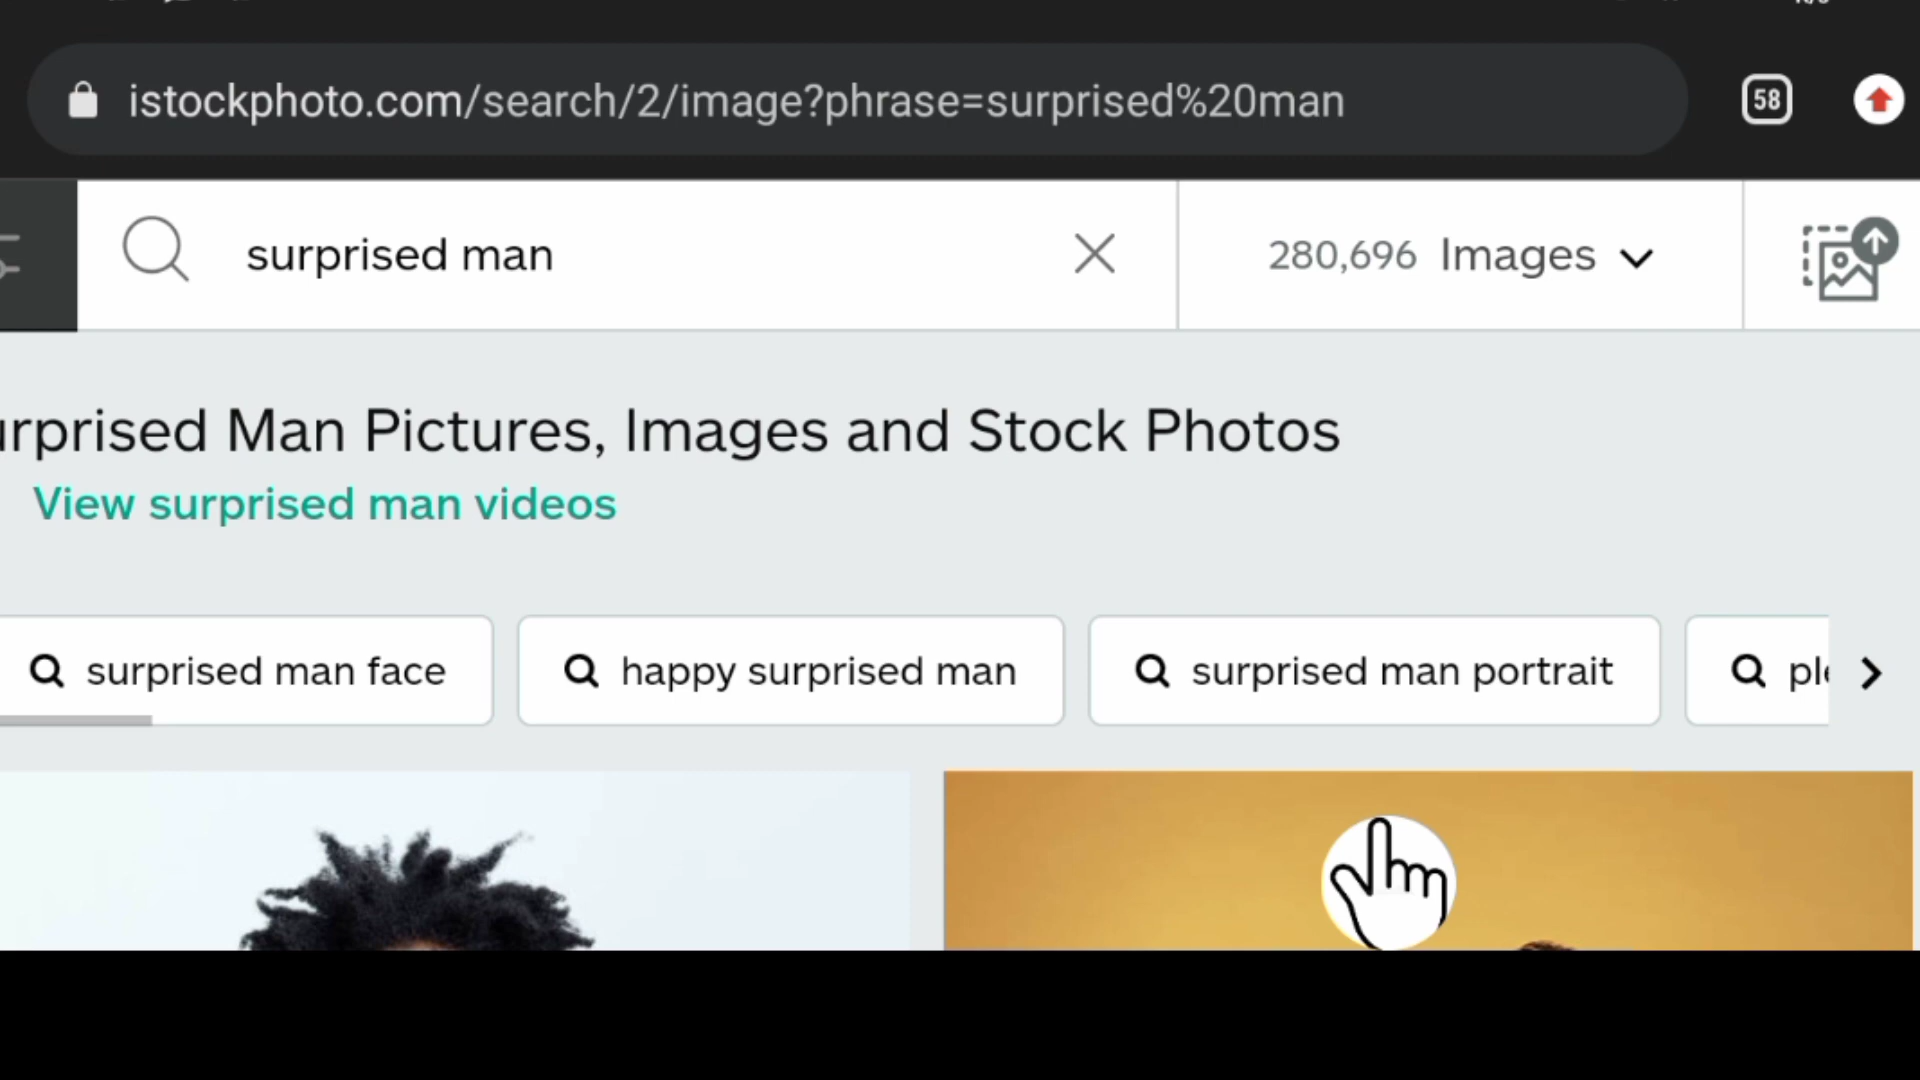 istockphoto.com/search/2/image?phrase=surprised%20man
58
surprised man
280,696 Images
urprised Man Pictures, Images and Stock Photos
View surprised man videos
surprised man face
happy surprised man
surprised man portrait